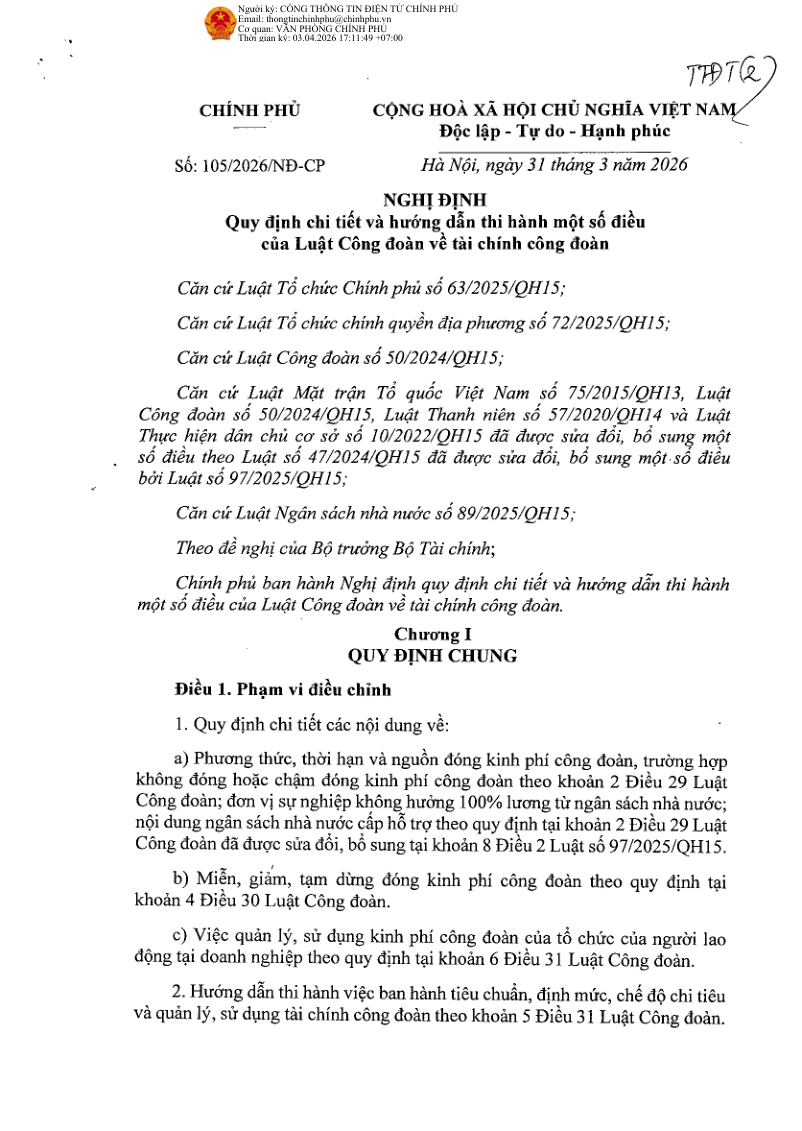 Người ký: CỔNG THÔNG TIN ĐIỆN TỬ CHÍNH PHỦ
Email: thongtinchinhphu@chinhphu.vn
Cơ quan: VĂN PHÒNG CHÍNH PHỦ
Thời gian ký: 03.04.2026 17:11:49 +07:00
TTĐT(2)
CHÍNH PHỦ
CỘNG HOÀ XÃ HỘI CHỦ NGHĨA VIỆT NAM
Độc lập - Tự do - Hạnh phúc
Số: 105/2026/NĐ-CP
Hà Nội, ngày 31 tháng 3 năm 2026
NGHỊ ĐỊNH
Quy định chi tiết và hướng dẫn thi hành một số điều
của Luật Công đoàn về tài chính công đoàn
Căn cứ Luật Tổ chức Chính phủ số 63/2025/QH15;
Căn cứ Luật Tổ chức chính quyền địa phương số 72/2025/QH15;
Căn cứ Luật Công đoàn số 50/2024/QH15;
Căn cứ Luật Mặt trận Tổ quốc Việt Nam số 75/2015/QH13, Luật
Công đoàn số 50/2024/QH15, Luật Thanh niên số 57/2020/QH14 và Luật
Thực hiện dân chủ cơ sở số 10/2022/QH15 đã được sửa đổi, bổ sung một
số điều theo Luật số 47/2024/QH15 đã được sửa đổi, bổ sung một số điều
bởi Luật số 97/2025/QH15;
Căn cứ Luật Ngân sách nhà nước số 89/2025/QH15;
Theo đề nghị của Bộ trưởng Bộ Tài chính;
Chính phủ ban hành Nghị định quy định chi tiết và hướng dẫn thi hành
một số điều của Luật Công đoàn về tài chính công đoàn.
Chương I
QUY ĐỊNH CHUNG
Điều 1. Phạm vi điều chỉnh
1. Quy định chi tiết các nội dung về:
a) Phương thức, thời hạn và nguồn đóng kinh phí công đoàn, trường hợp
không đóng hoặc chậm đóng kinh phí công đoàn theo khoản 2 Điều 29 Luật
Công đoàn; đơn vị sự nghiệp không hưởng 100% lương từ ngân sách nhà nước;
nội dung ngân sách nhà nước cấp hỗ trợ theo quy định tại khoản 2 Điều 29 Luật
Công đoàn đã được sửa đổi, bổ sung tại khoản 8 Điều 2 Luật số 97/2025/QH15.
b) Miễn, giảm, tạm dừng đóng kinh phí công đoàn theo quy định tại
khoản 4 Điều 30 Luật Công đoàn.
c) Việc quản lý, sử dụng kinh phí công đoàn của tổ chức của người lao
động tại doanh nghiệp theo quy định tại khoản 6 Điều 31 Luật Công đoàn.
2. Hướng dẫn thi hành việc ban hành tiêu chuẩn, định mức, chế độ chi tiêu
và quản lý, sử dụng tài chính công đoàn theo khoản 5 Điều 31 Luật Công đoàn.